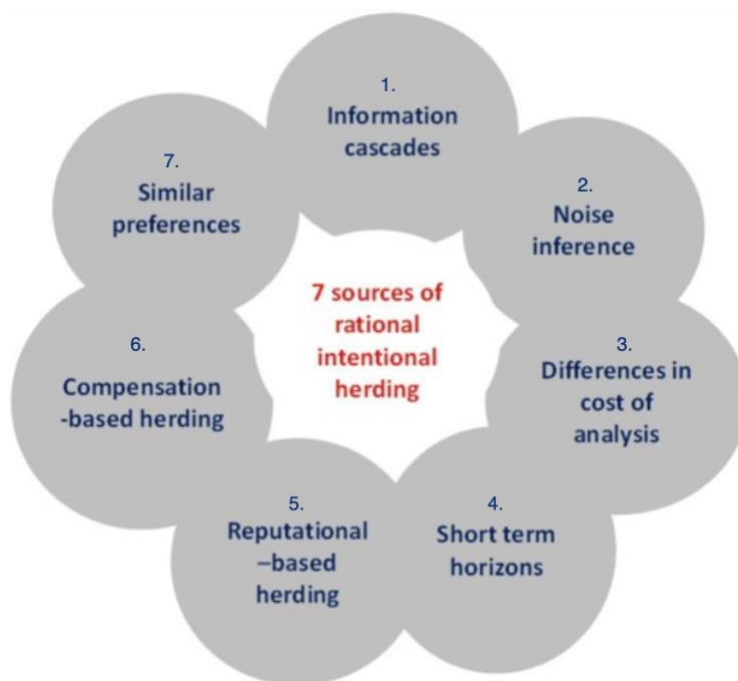 1.
Information
cascades
2.
Noise
inference
3.
Differences in
cost of
analysis
4.
Short term
horizons
5.
Reputational
–based
herding
6.
Compensation
-based herding
7.
Similar
preferences
7 sources of
rational
intentional
herding